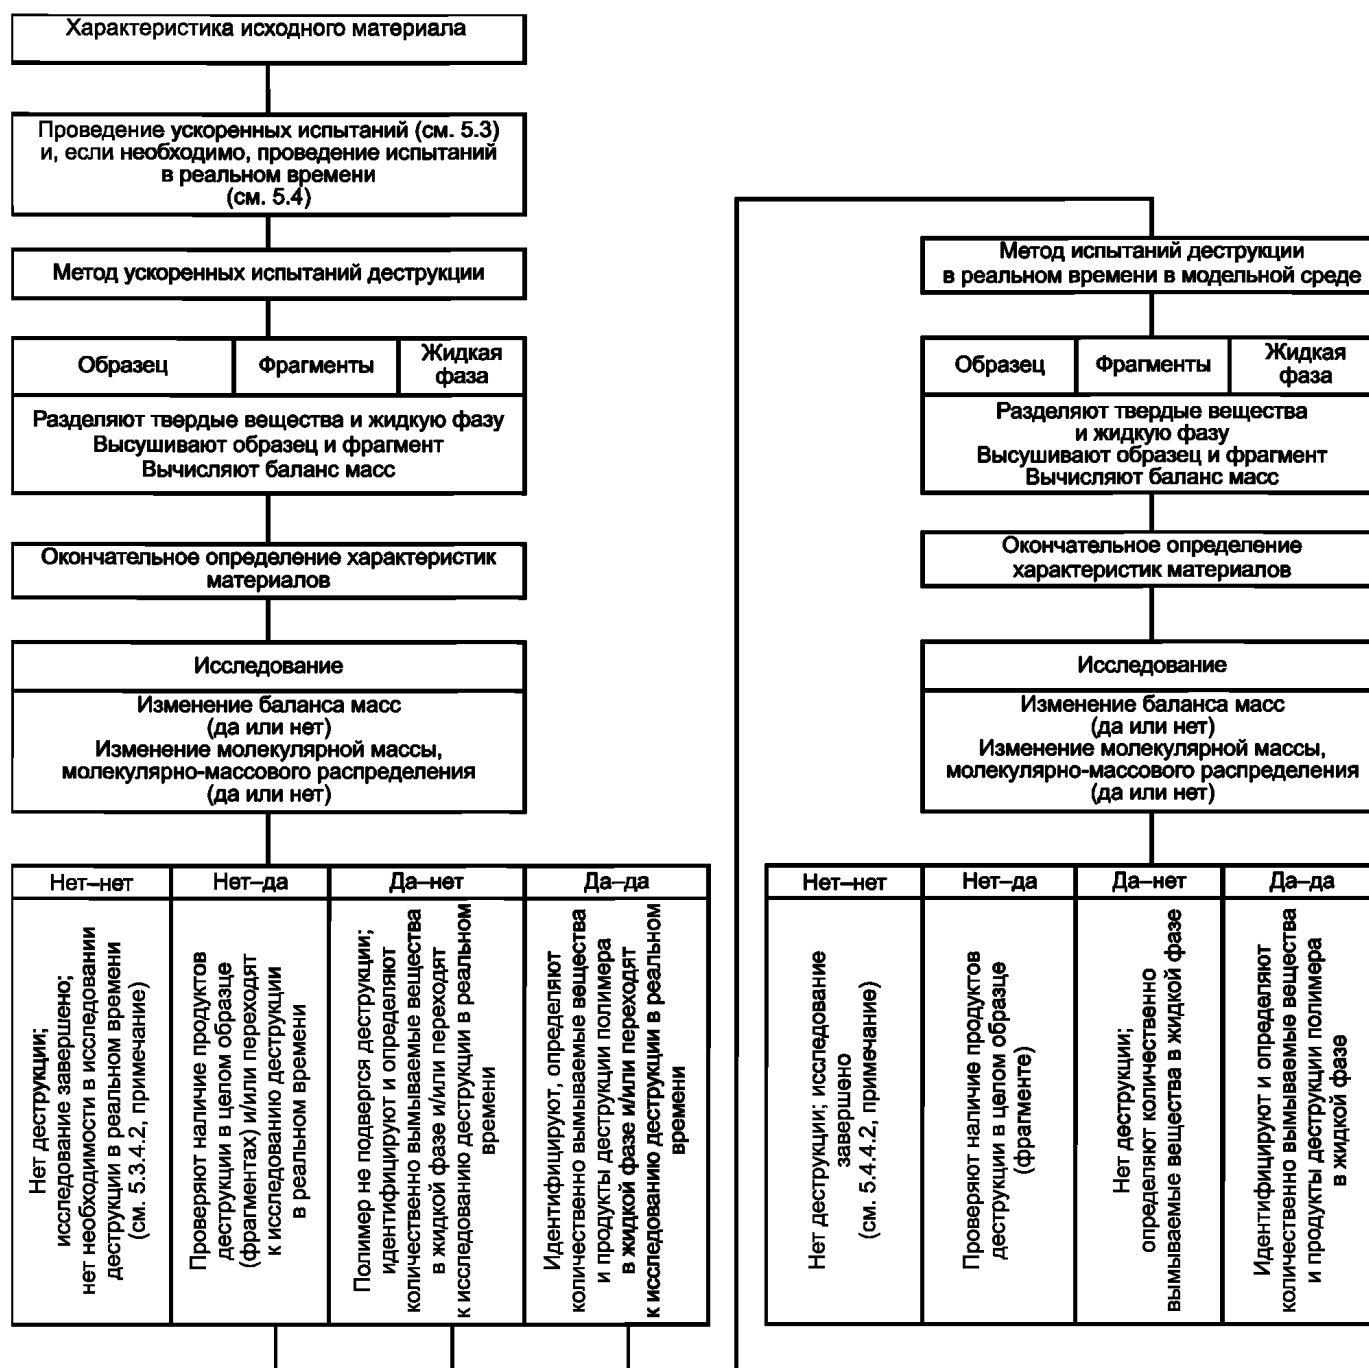 Характеристика исходного материала
Проведение ускоренных испытаний (см. 5.3)
и, если необходимо, проведение испытаний
в реальном времени
(см. 5.4)
Метод ускоренных испытаний деструкции
Образец
Фрагменты
Жидкая
фаза
Разделяют твердые вещества и жидкую фазу
Высушивают образец и фрагмент
Вычисляют баланс масс
Окончательное определение характеристик
материалов
Исследование
Изменение баланса масс
(да или нет)
Изменение молекулярной массы,
молекулярно-массового распределения
(да или нет)
Нет–нет
Нет–да
Да–нет
Да–да
Нет деструкции;
исследование завершено;
нет необходимости в исследовании
деструкции в реальном времени
(см. 5.3.4.2, примечание)
Проверяют наличие продуктов
деструкции в целом образце
(фрагментах) и/или переходят
к исследованию деструкции
в реальном времени
Полимер не подвергся деструкции;
идентифицируют и определяют
количественно вымываемые вещества
в жидкой фазе и/или переходят
к исследованию деструкции в реальном
времени
Идентифицируют, определяют
количественно вымываемые вещества
и продукты деструкции полимера
в жидкой фазе и/или переходят
к исследованию деструкции в реальном
времени
Метод испытаний деструкции
в реальном времени в модельной среде
Образец
Фрагменты
Жидкая
фаза
Разделяют твердые вещества
и жидкую фазу
Высушивают образец и фрагмент
Вычисляют баланс масс
Окончательное определение
характеристик материалов
Исследование
Изменение баланса масс
(да или нет)
Изменение молекулярной массы,
молекулярно-массового распределения
(да или нет)
Нет–нет
Нет–да
Да–нет
Да–да
Нет деструкции; исследование
завершено
(см. 5.4.4.2, примечание)
Проверяют наличие продуктов
деструкции в целом образце
(фрагменте)
Нет деструкции;
определяют количественно
вымываемые вещества в жидкой фазе
Идентифицируют и определяют
количественно вымываемые вещества
и продукты деструкции полимера
в жидкой фазе